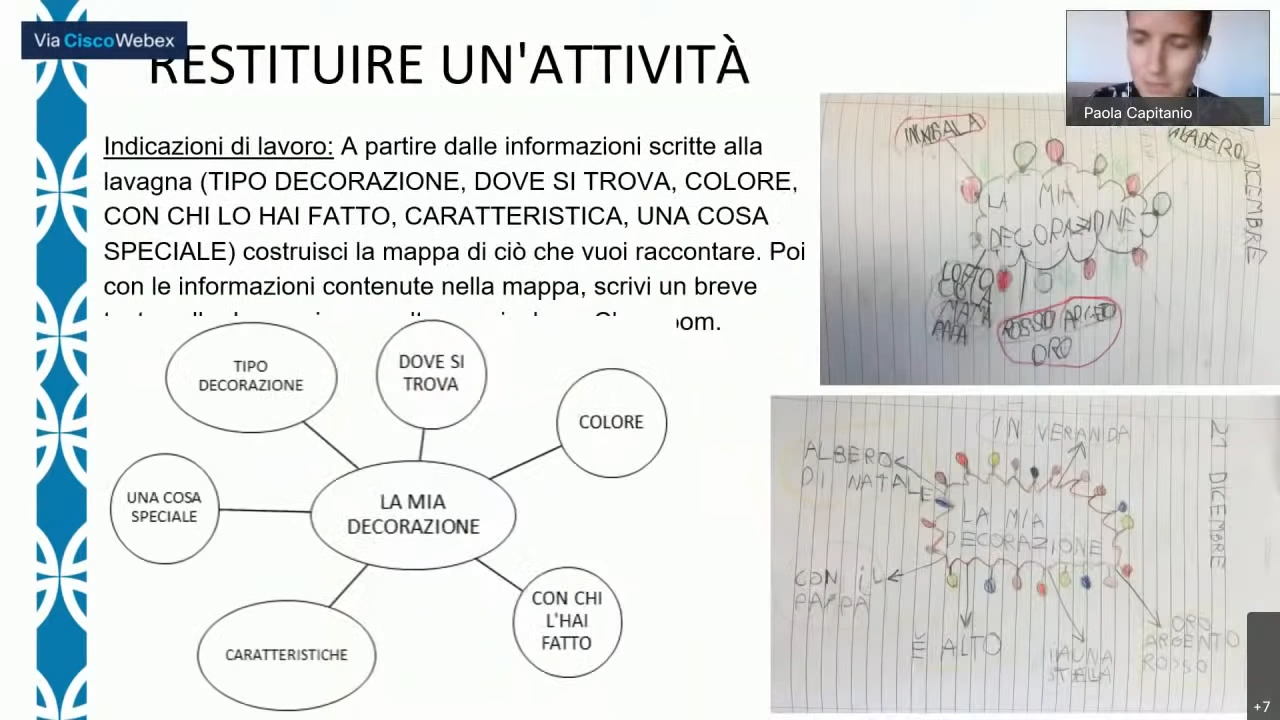 Via Cisco Webex
RESTITUIRE UN'ATTIVITÀ
Paola Capitanio
Indicazioni di lavoro: A partire dalle informazioni scritte alla
lavagna (TIPO DECORAZIONE, DOVE SI TROVA, COLORE,
CON CHI LO HAI FATTO, CARATTERISTICA, UNA COSA
SPECIALE) costruisci la mappa di ciò che vuoi raccontare. Poi
con le informazioni contenute nella mappa, scrivi un breve
TIPO
DECORAZIONE
DOVE SI
TROVA
COLORE
UNA COSA
SPECIALE
LA MIA
DECORAZIONE
CON CHI
L'HAI
FATTO
CARATTERISTICHE
LA MIA
DECORAZIONE
ROSSO
ORO
DICEMBRE
IN VERANDA
ALBERO
DI NATALE
LA MIA
DECORAZIONE
CON IL
PAPPÀ
È ALTO
ORO
ARGENTO
ROSSO
21 DICEMBRE
+7